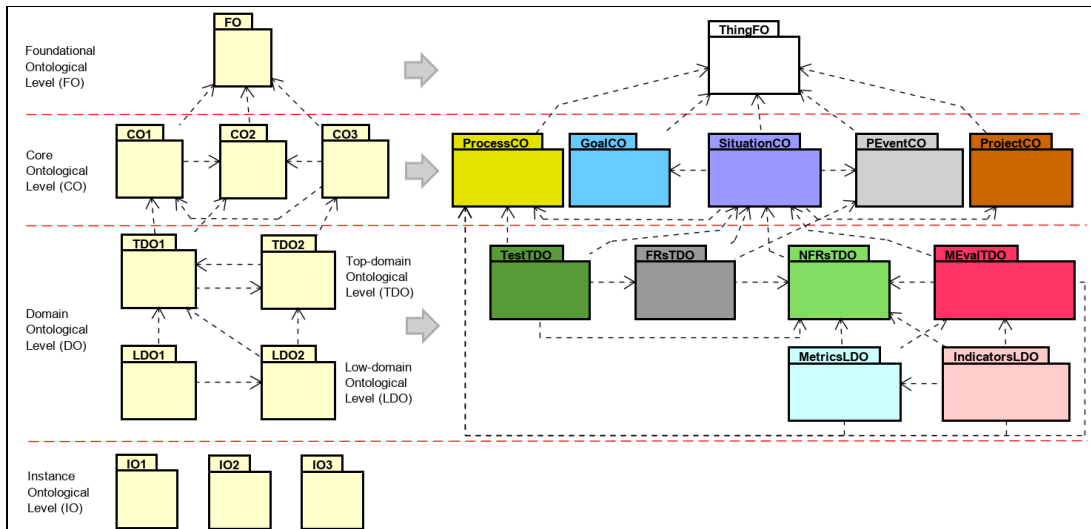 FO
ThingFO
Foundational
Ontological
Level (FO)
CO1
CO2
CO3
ProcessCO
GoalCO
SituationCO
PEventCO
ProjectCO
Core
Ontological
Level (CO)
TDO1
TDO2
Top-domain
Ontological
Level (TDO)
TestTDO
FRsTDO
NFRsTDO
MEvalTDO
Domain
Ontological
Level (DO)
LDO1
LDO2
Low-domain
Ontological
Level (LDO)
MetricsLDO
IndicatorsLDO
Instance
Ontological
Level (IO)
IO1
IO2
IO3